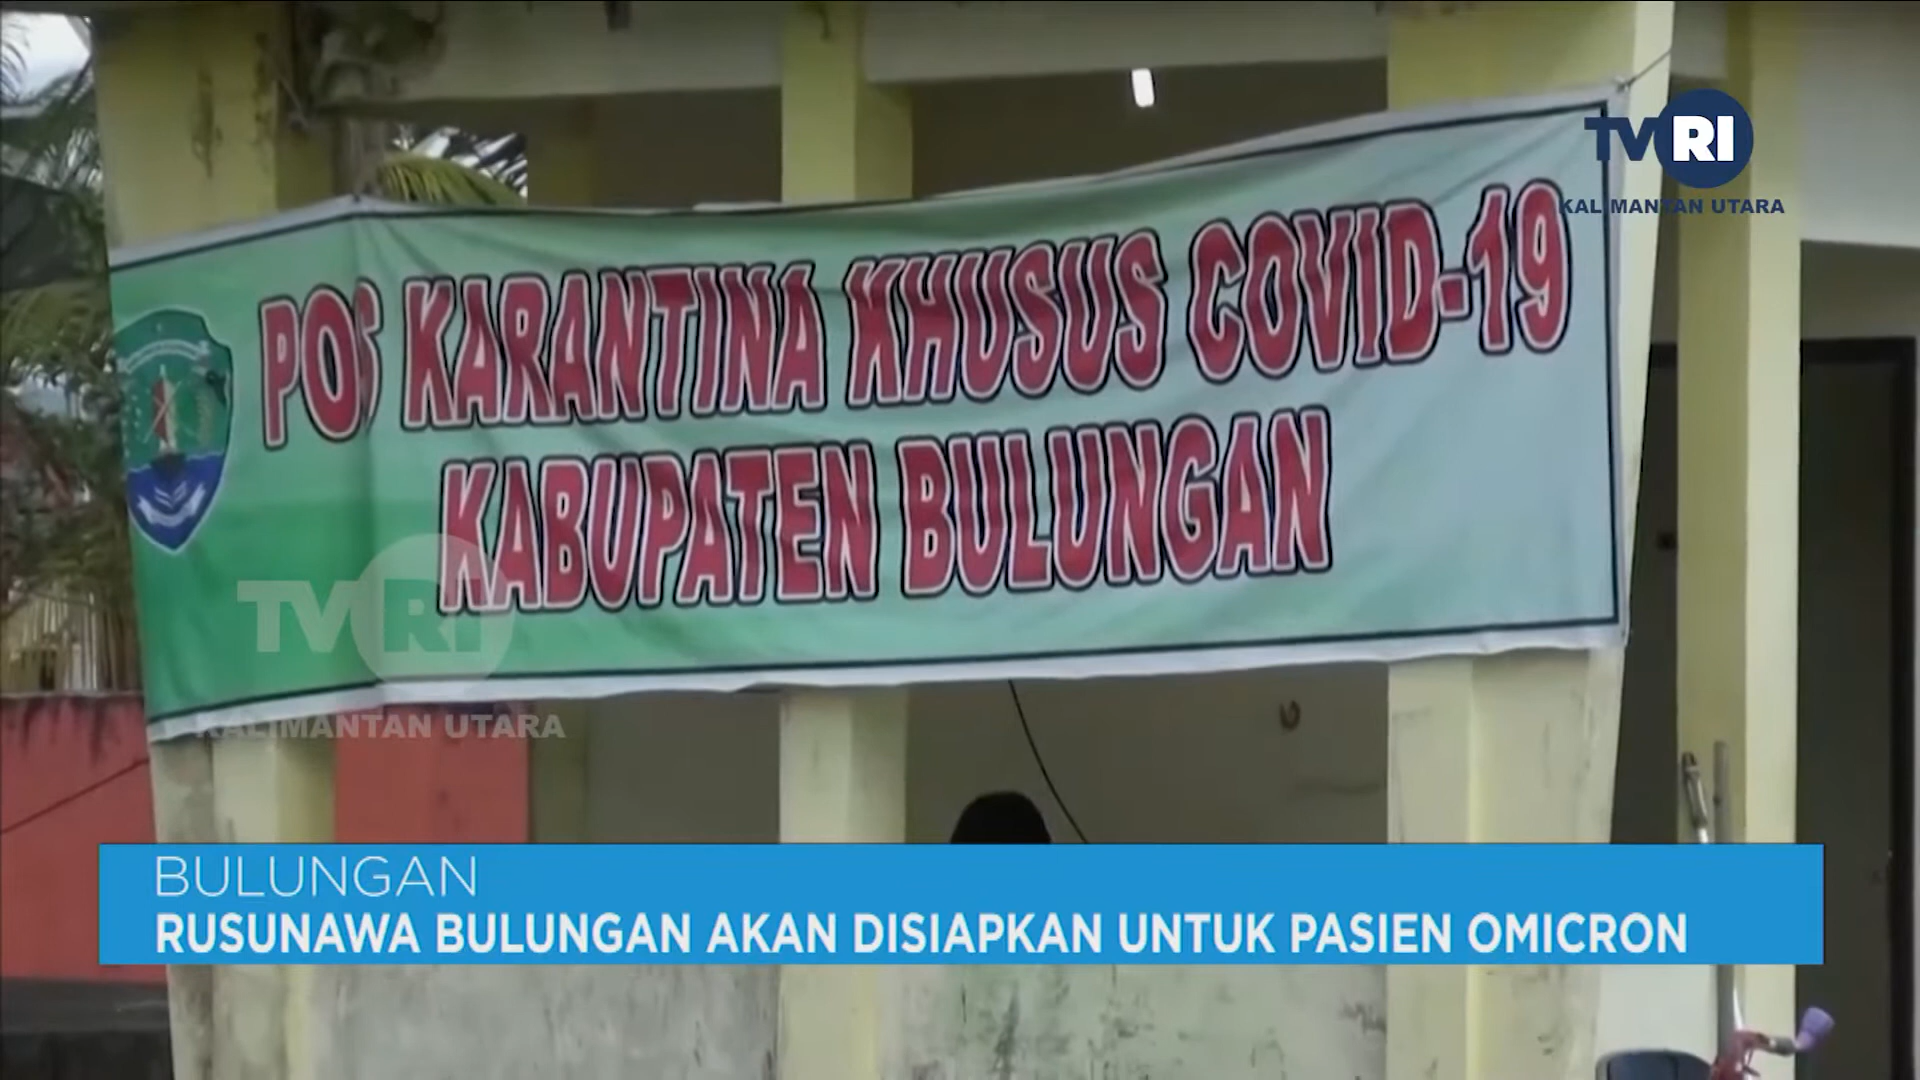 TVRI
KALIMANTAN UTARA
POS KARANTINA KHUSUS COVID-19
KABUPATEN BULUNGAN
TVRI
KALIMANTAN UTARA
BULUNGAN
RUSUNAWA BULUNGAN AKAN DISIAPKAN UNTUK PASIEN OMICRON